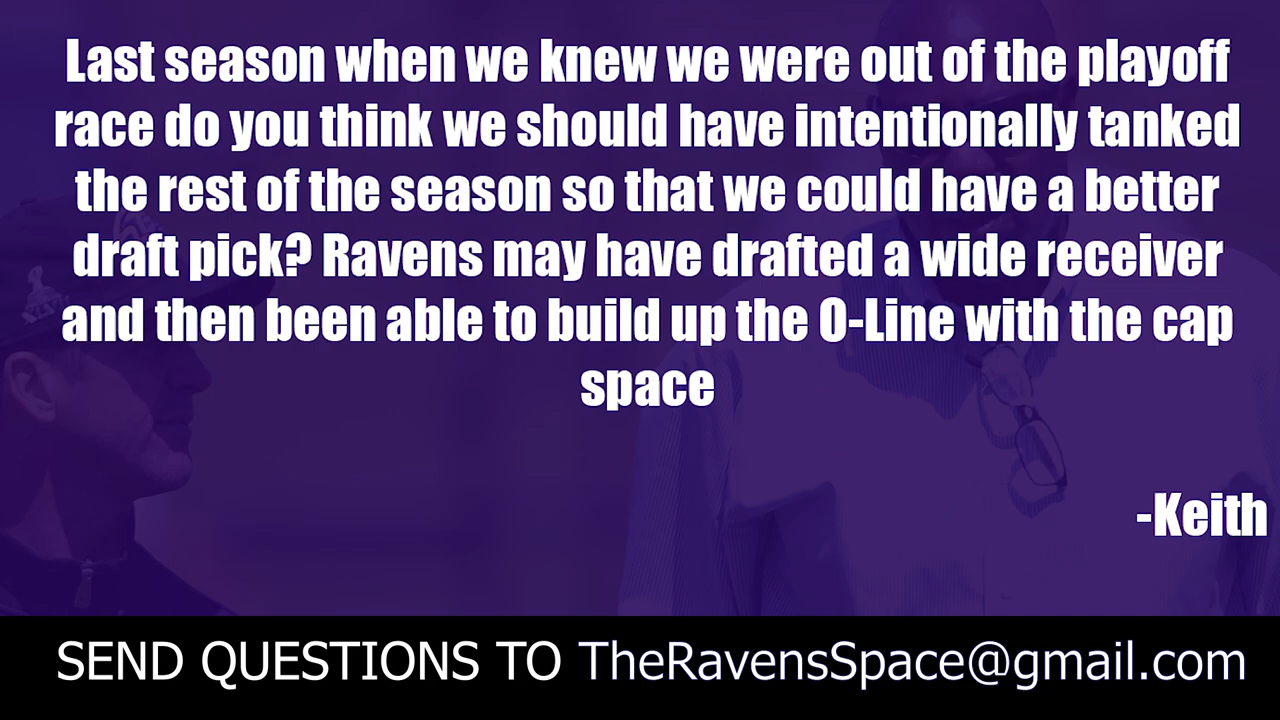 Last season when we knew we were out of the playoff
race do you think we should have intentionally tanked
the rest of the season so that we could have a better
draft pick? Ravens may have drafted a wide receiver
and then been able to build up the O-Line with the cap
space
-Keith
SEND QUESTIONS TO TheRavensSpace@gmail.com